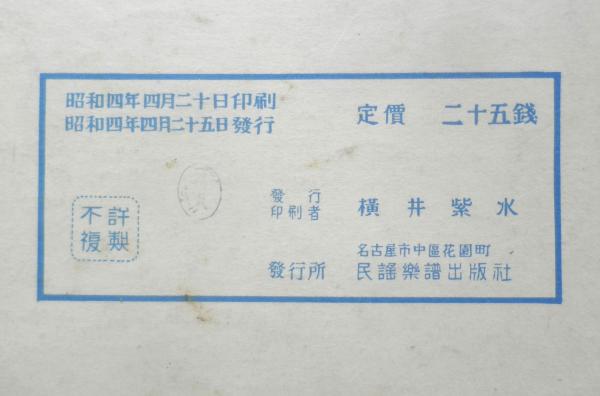 昭和四年四月二十日印刷
昭和四年四月二十五日發行
定價 二十五錢
不許
複製
發行
印刷者
橫井紫水
名古屋市中區花園町
發行所 民謠樂譜出版社